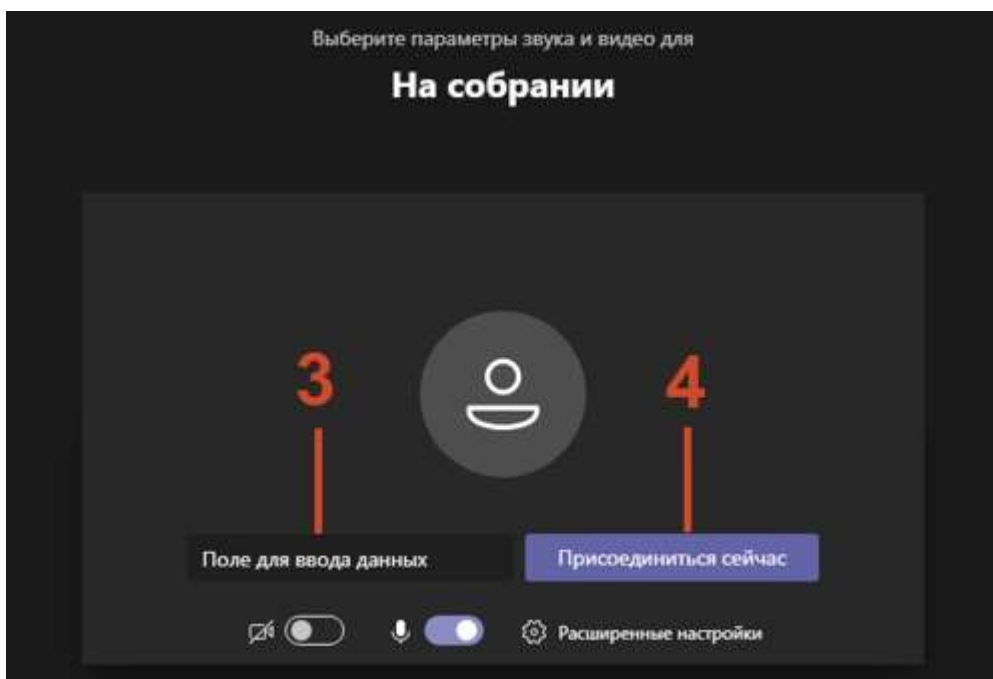 Выберите параметры звука и видео для
На собрании
3
4
Поле для ввода данных
Присоединиться сейчас
Расширенные настройки